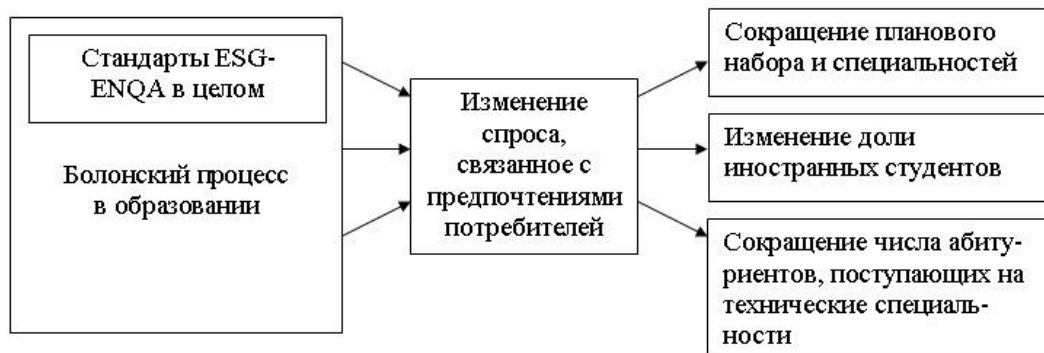 Стандарты ESG-
ENQA в целом
Болонский процесс
в образовании
Изменение
спроса,
связанное с
предпочтениями
потребителей
Сокращение планового
набора и специальностей
Изменение доли
иностранных студентов
Сокращение числа абиту-
риентов, поступающих на
технические специаль-
ности